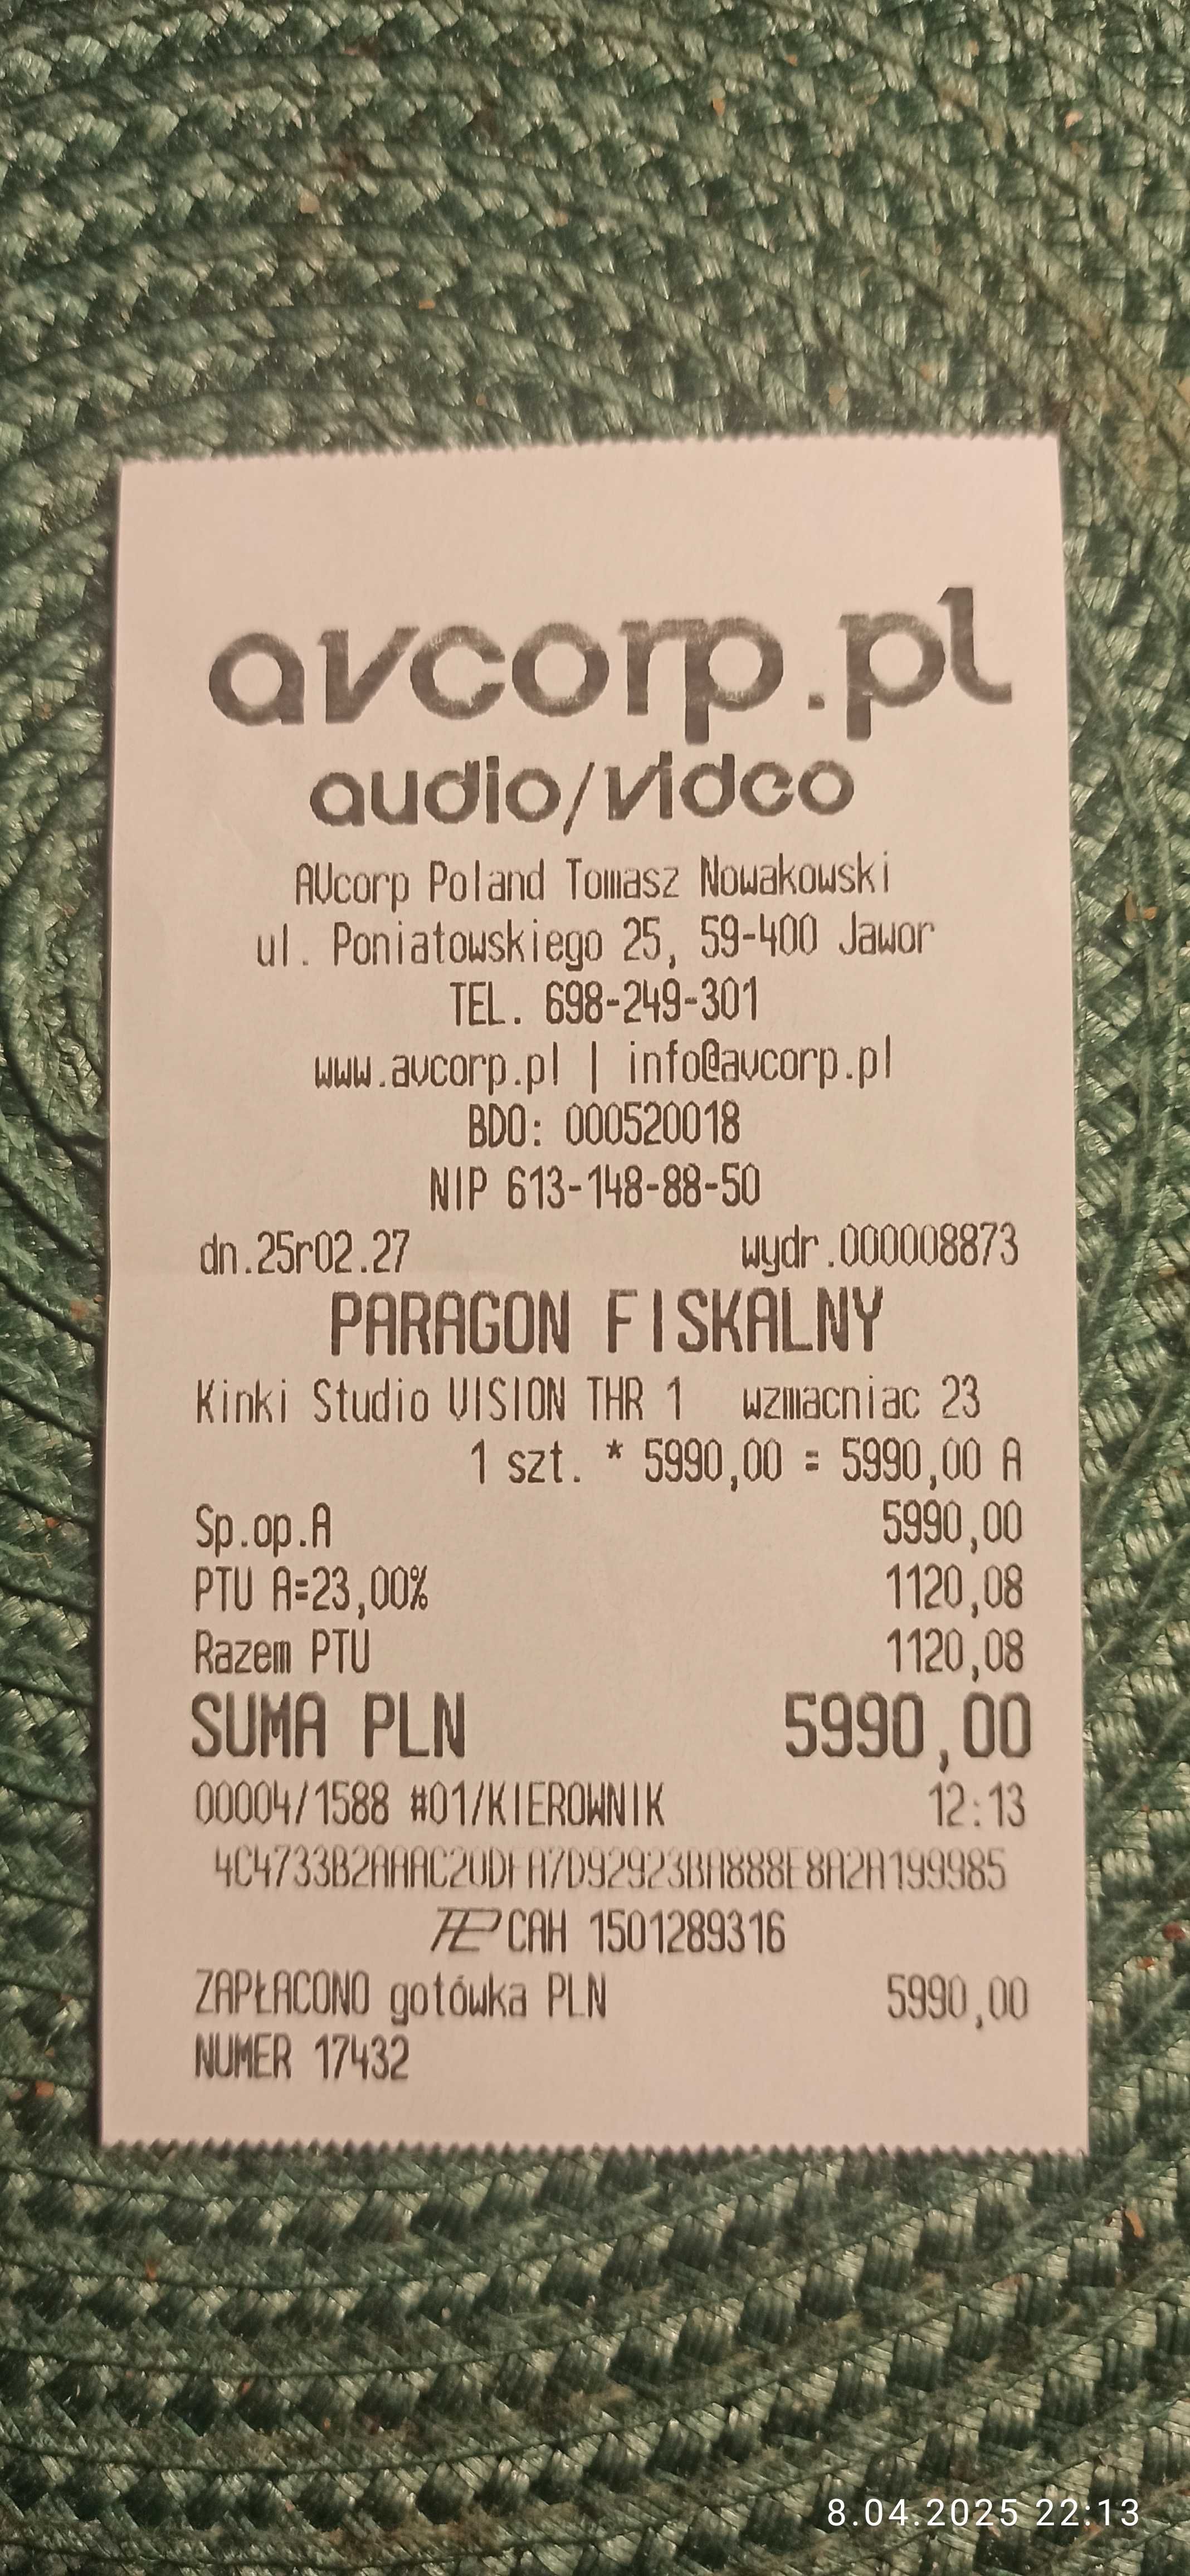 avcorp.pl
audio/video
AVcorp Poland Tomasz Nowakowski
ul. Poniatowskiego 25, 59-400 Jawor
TEL. 698-249-301
www.avcorp.pl | info@avcorp.pl
BDO: 000520018
NIP 613-148-88-50
dn.25r02.27 wydr.000008873
PARAGON FISKALNY
Kinki Studio VISION THR 1 wzmacniac 23
1 szt. * 5990,00 = 5990,00 A
Sp.op.A 5990,00
PTU A=23,00% 1120,08
Razem PTU 1120,08
SUMA PLN 5990,00
00004/1588 #01/KIEROWNIK 12:13
4C4733B2AAAC20DFA7D92923BA888E8A2A199985
CAH 1501289316
ZAPŁACONO gotówka PLN 5990,00
NUMER 17432
8.04.2025 22:13